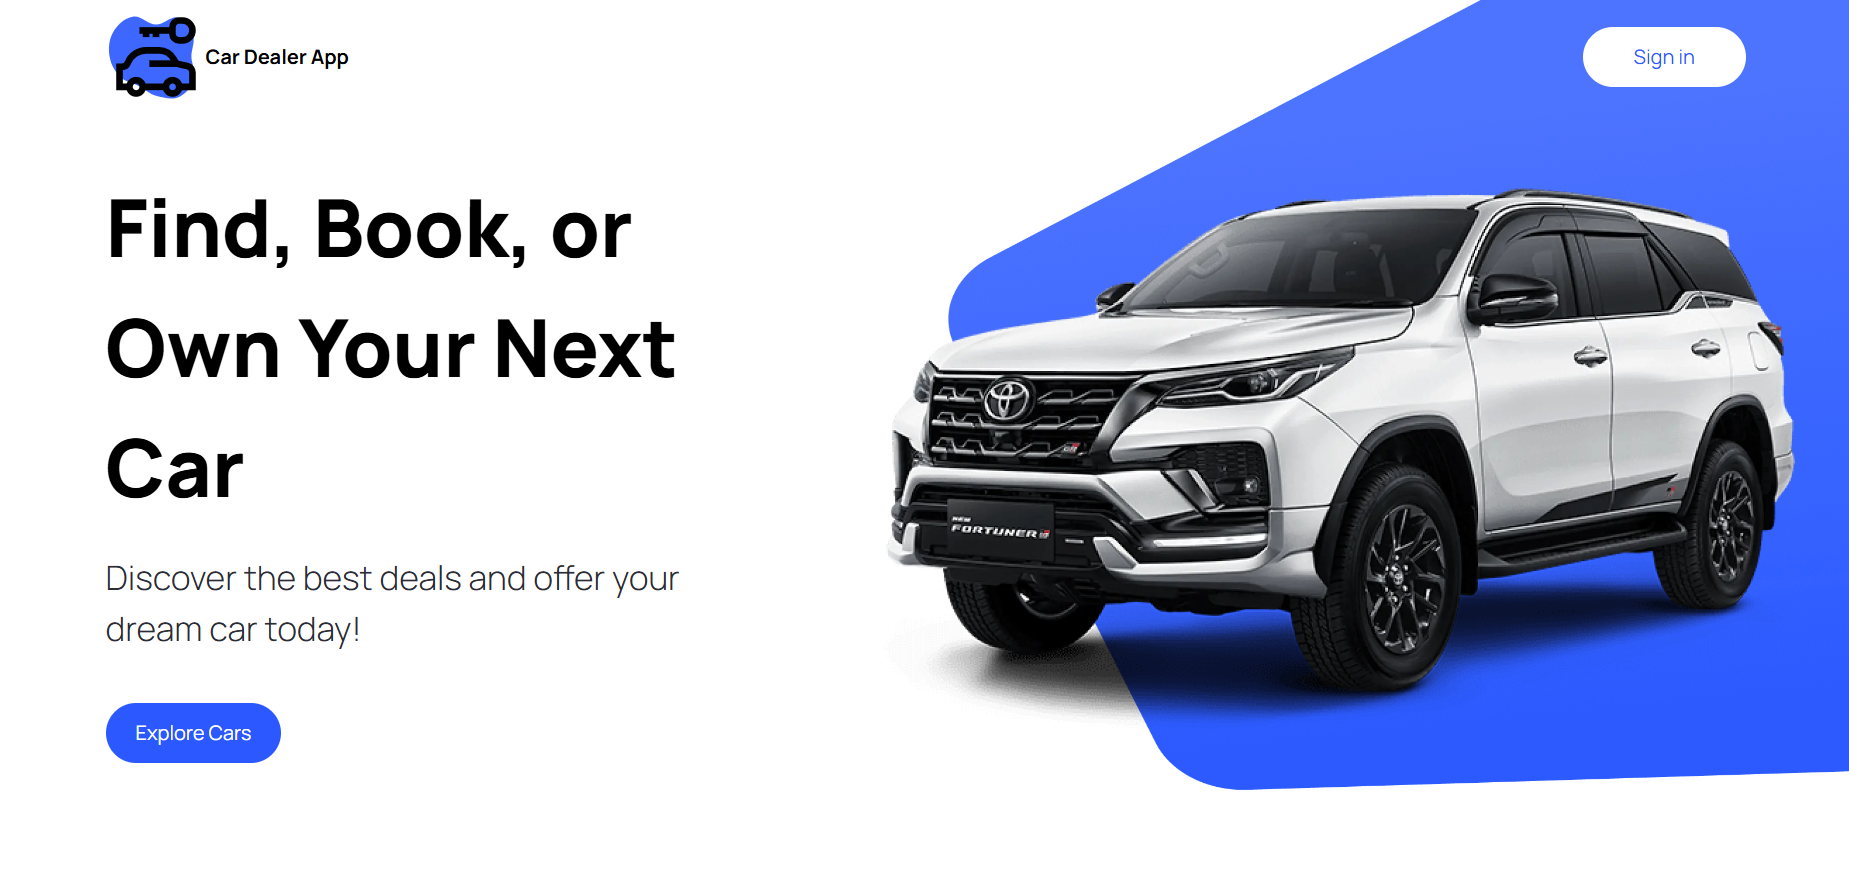 Car Dealer App
Sign in
Find, Book, or
Own Your Next
Car
Discover the best deals and offer your
dream car today!
Explore Cars
NEW
FORTUNER GR